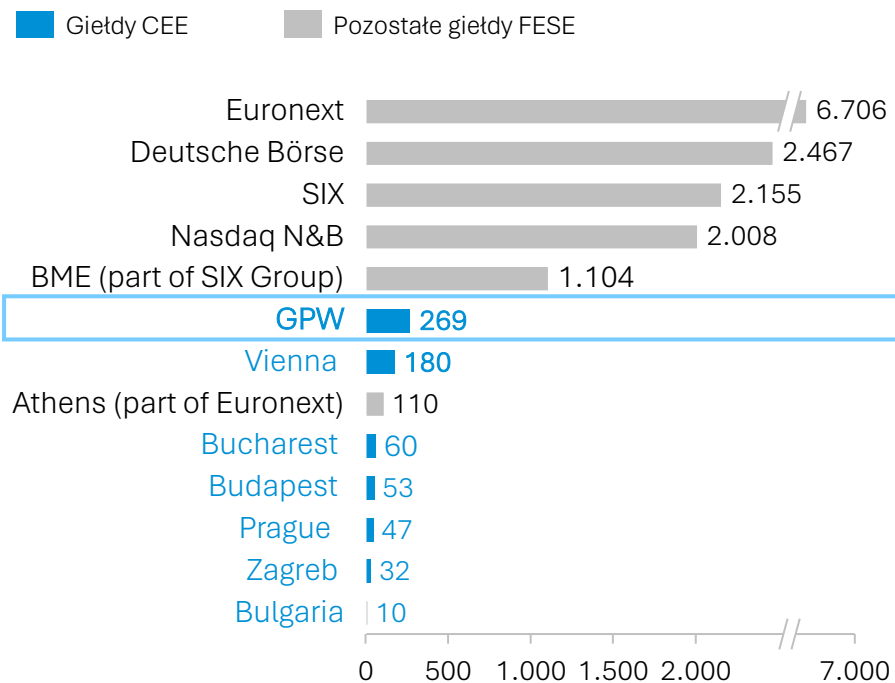 Giełdy CEE Pozostałe giełdy FESE
Euronext 6.706
Deutsche Börse 2.467
SIX 2.155
Nasdaq N&B 2.008
BME (part of SIX Group) 1.104
GPW 269
Vienna 180
Athens (part of Euronext) 110
Bucharest 60
Budapest 53
Prague 47
Zagreb 32
Bulgaria 10
0 500 1.000 1.500 2.000 7.000